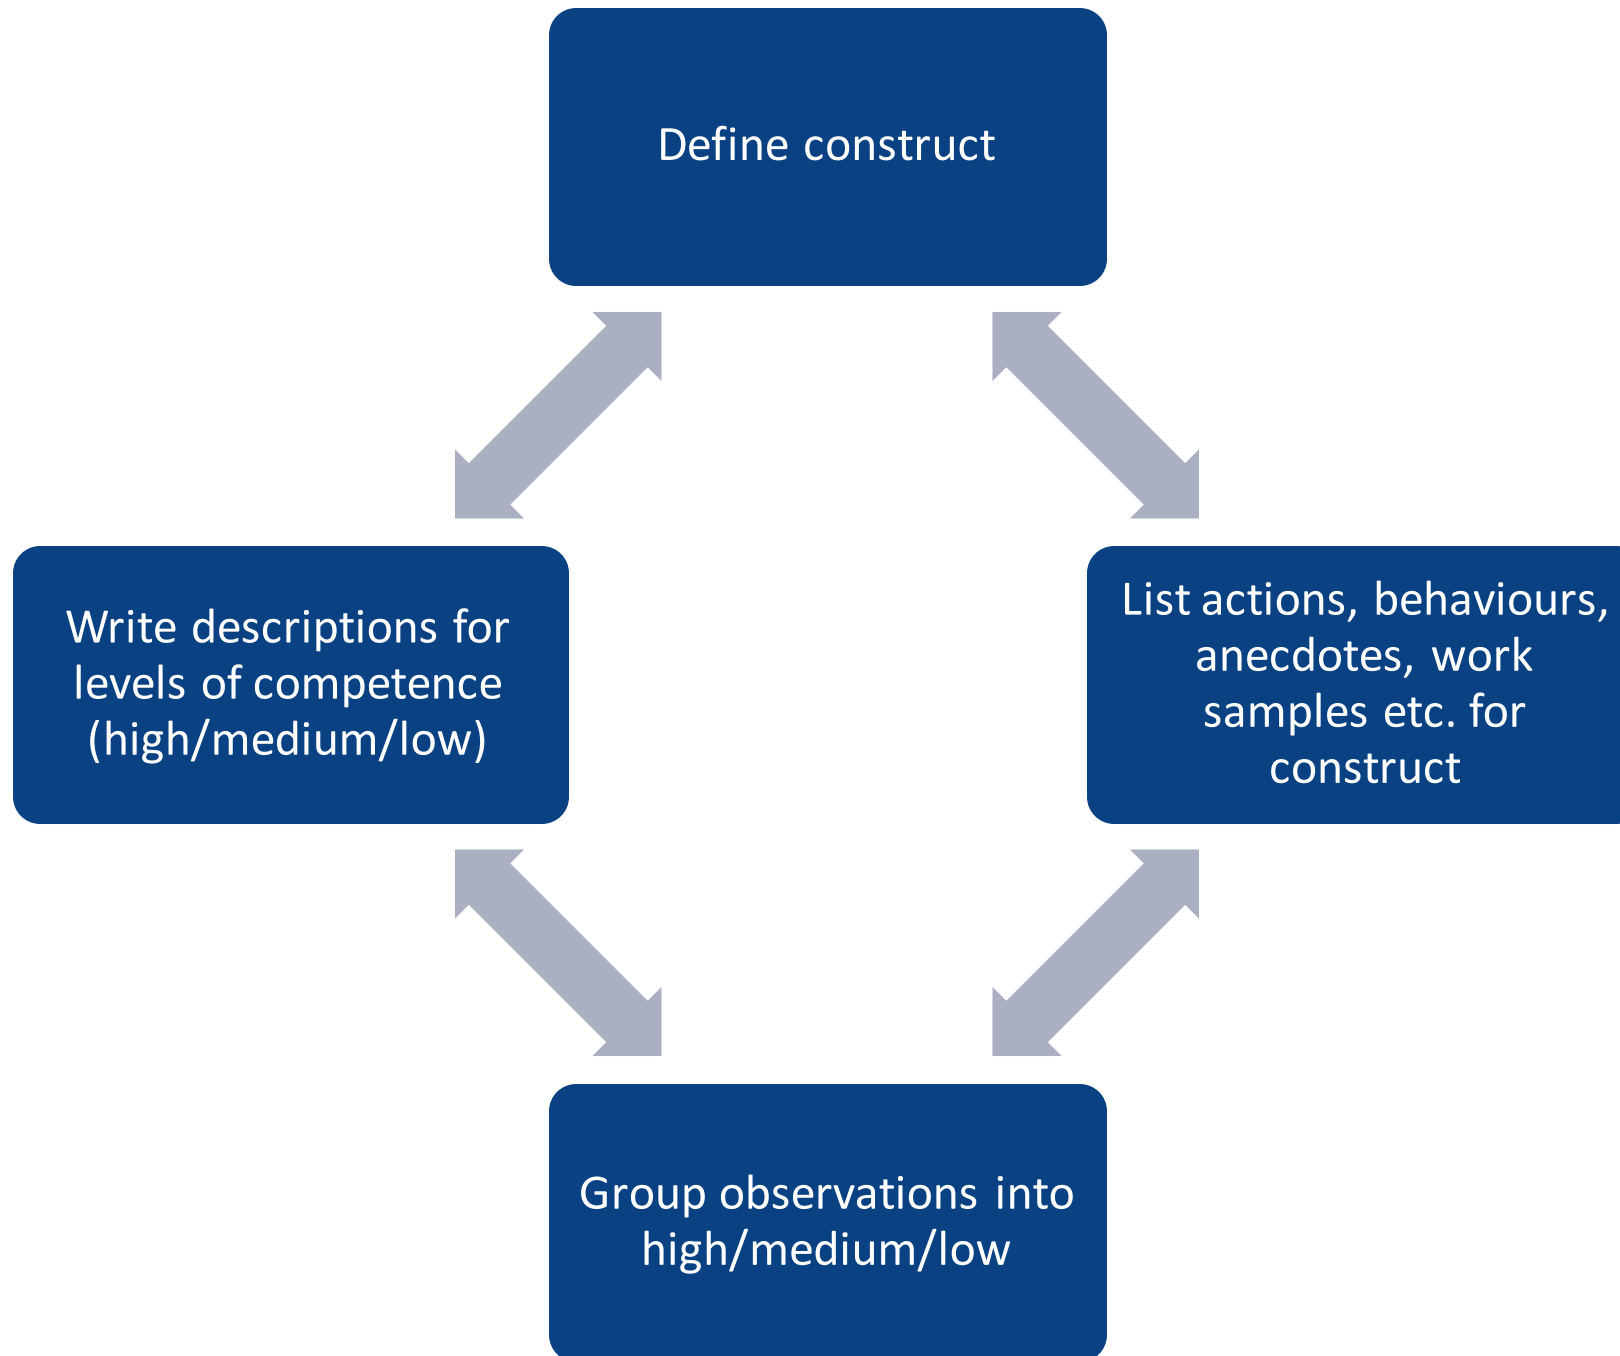 Define construct
Write descriptions for
levels of competence
(high/medium/low)
List actions, behaviours,
anecdotes, work
samples etc. for
construct
Group observations into
high/medium/low